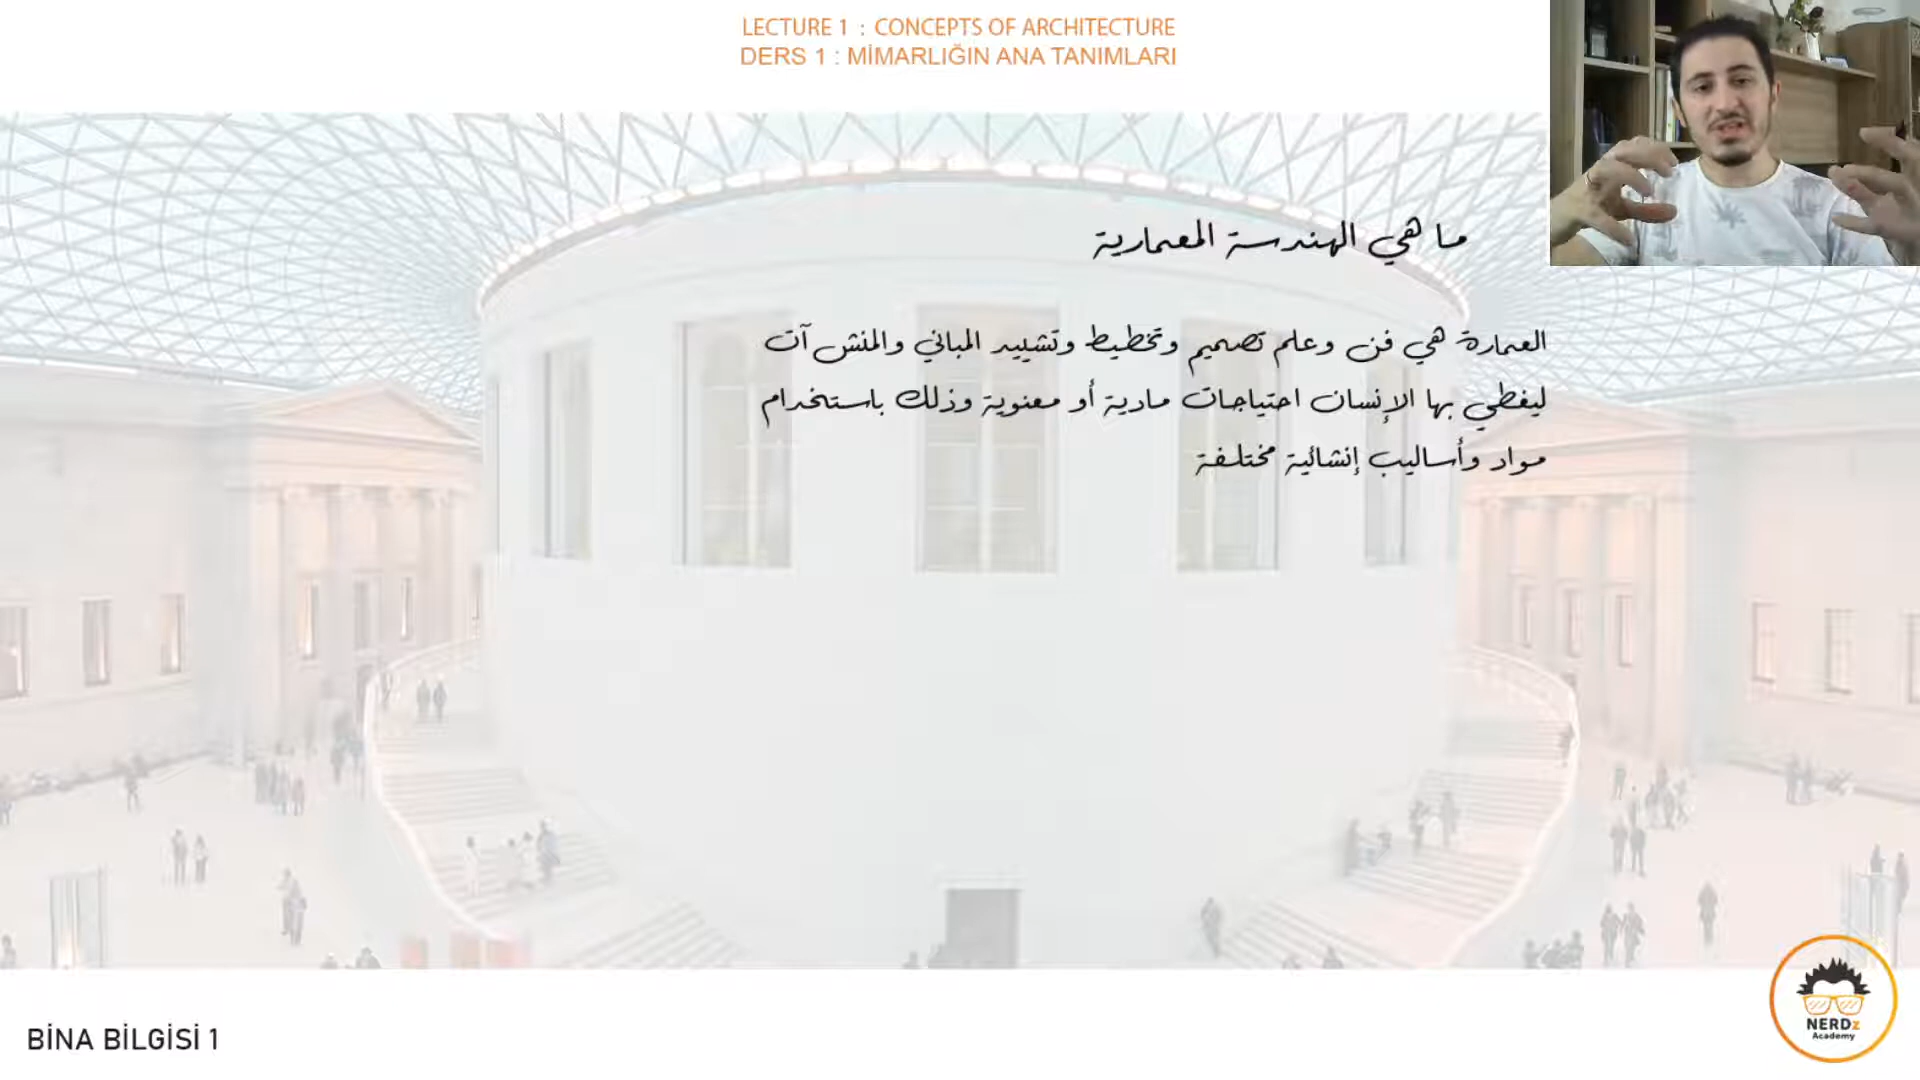 LECTURE 1 : CONCEPTS OF ARCHITECTURE
DERS 1 : MİMARLIĞIN ANA TANIMLARI
ما هي الهندسة المعمارية
العمارة هي فن وعلم تصميم وتخطيط وتشييد المباني والمنش آت
ليغطي بها الإنسان احتياجات مادية أو معنوية وذلك باستخدام
مواد وأساليب إنشائية مختلفة
BİNA BİLGİSİ 1
NERDz
Academy